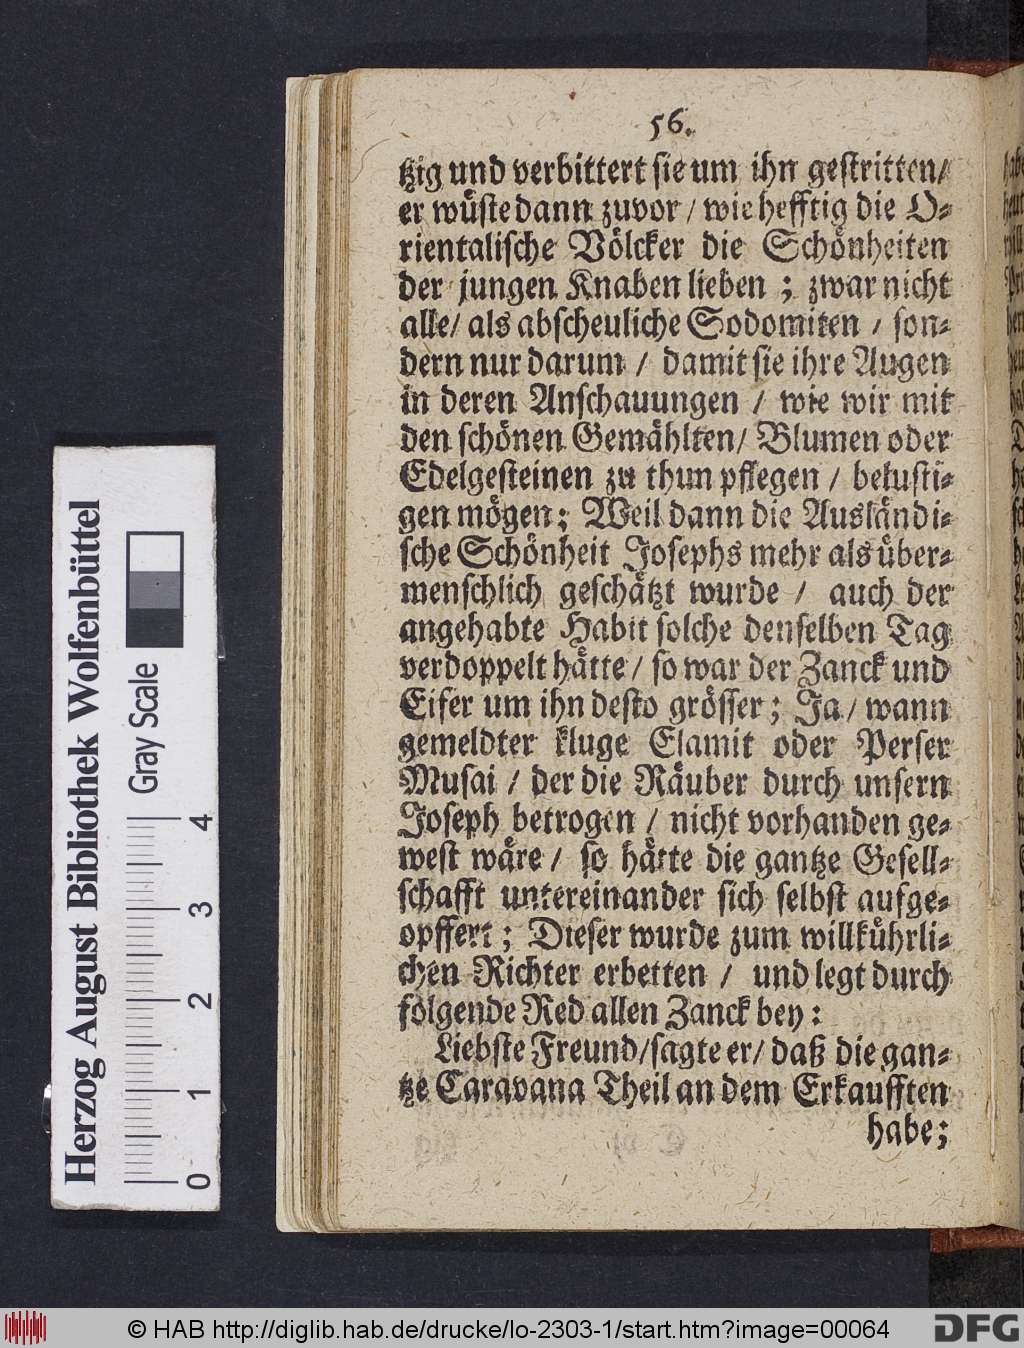 56.
tzig und verbittert sie um ihn gestritten/
er wüste dann zuvor / wie hefftig die O-
rientalische Völcker die Schönheiten
der jungen Knaben lieben ; zwar nicht
alle/ als abscheuliche Sodomiten / son-
dern nur darum / damit sie ihre Augen
in deren Anschauungen / wie wir mit
den schönen Gemählten/ Blumen oder
Edelgesteinen zu thun pflegen / belusti-
gen mögen; Weil dann die Ausländi-
sche Schönheit Josephs mehr als über-
menschlich geschätzt wurde / auch der
angehabte Habit solche denselben Tag
verdoppelt hätte / so war der Zanck und
Eifer um ihn desto grösser ; Ja / wann
gemeldter kluge Elamit oder Perser
Musai / der die Räuber durch unsern
Joseph betrogen / nicht vorhanden ge-
west wäre / so hätte die gantze Gesell-
schafft untereinander sich selbst aufge-
opffert ; Dieser wurde zum willkührli-
chen Richter erbetten / und legt durch
folgende Red allen Zanck bey :
Liebste Freund/sagte er/ daß die gan-
tze Caravana Theil an dem Erkaufften
habe;
Herzog August Bibliothek Wolfenbüttel
Gray Scale
0 1 2 3 4
© HAB http://diglib.hab.de/drucke/lo-2303-1/start.htm?image=00064
DFG